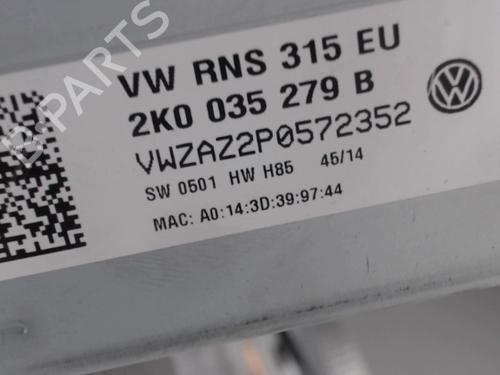 VW RNS 315 EU
2K0 035 279 B
VWZAZ2P0572352
SW 0501 HW H85 45/14
MAC: A0:14:3D:39:97:44
B-PARTS